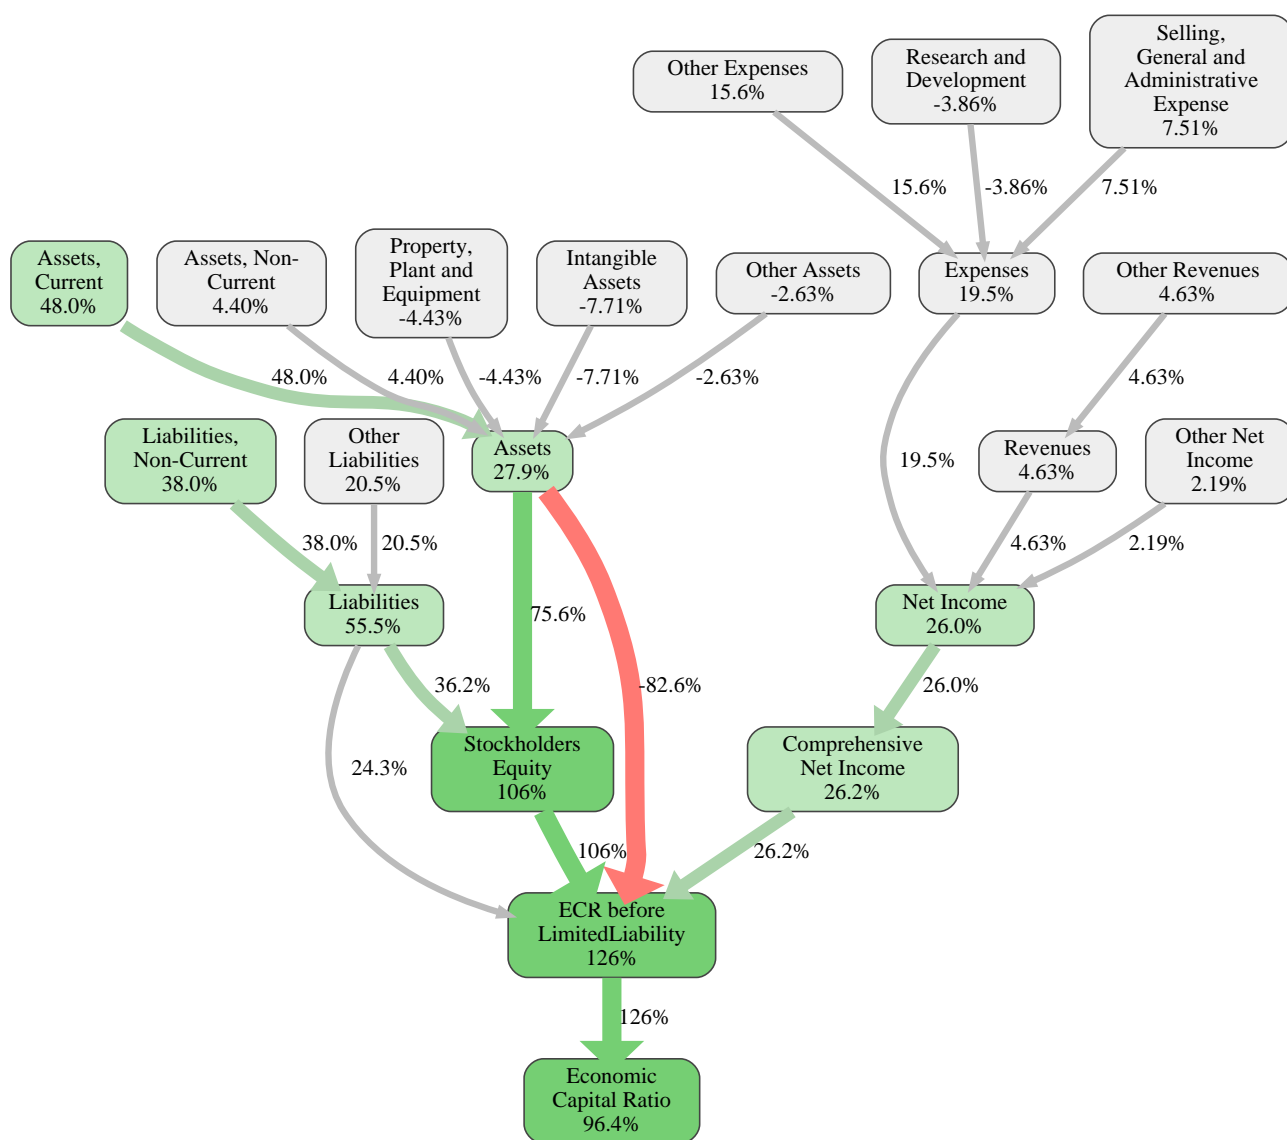 Selling,
General and
Administrative
Expense
7.51%
Research and
Development
-3.86%
Other Expenses
15.6%
15.6%
-3.86%
7.51%
Assets,
Current
48.0%
Assets, Non-
Current
4.40%
Property,
Plant and
Equipment
-4.43%
Intangible
Assets
-7.71%
Other Assets
-2.63%
Expenses
19.5%
Other Revenues
4.63%
48.0%
4.40%
-4.43%
-7.71%
-2.63%
4.63%
Liabilities,
Non-Current
38.0%
Other
Liabilities
20.5%
Assets
27.9%
19.5%
Revenues
4.63%
Other Net
Income
2.19%
38.0%
20.5%
4.63%
2.19%
Liabilities
55.5%
75.6%
Net Income
26.0%
36.2%
-82.6%
26.0%
24.3%
Stockholders
Equity
106%
Comprehensive
Net Income
26.2%
106%
26.2%
ECR before
LimitedLiability
126%
126%
Economic
Capital Ratio
96.4%